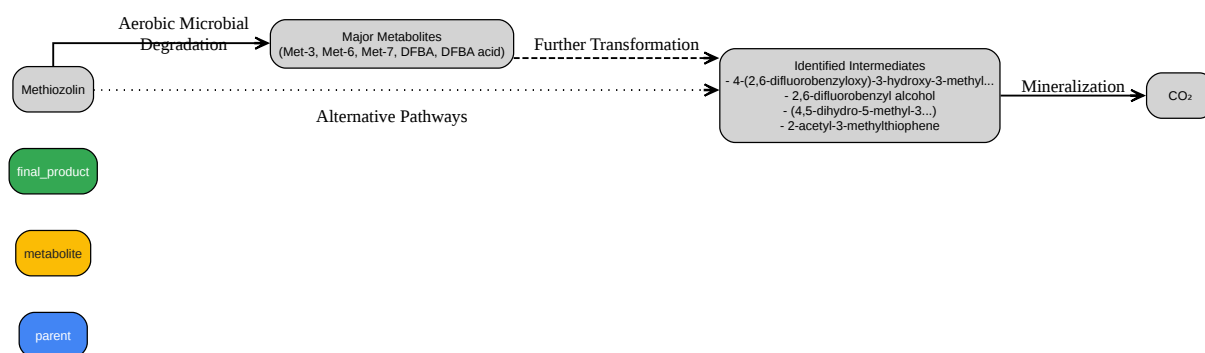 Aerobic Microbial
Degradation
Major Metabolites
(Met-3, Met-6, Met-7, DFBA, DFBA acid)
Further Transformation
Identified Intermediates
- 4-(2,6-difluorobenzyloxy)-3-hydroxy-3-methyl...
- 2,6-difluorobenzyl alcohol
- (4,5-dihydro-5-methyl-3...)
- 2-acetyl-3-methylthiophene
Methiozolin
Alternative Pathways
Mineralization
CO₂
final_product
metabolite
parent